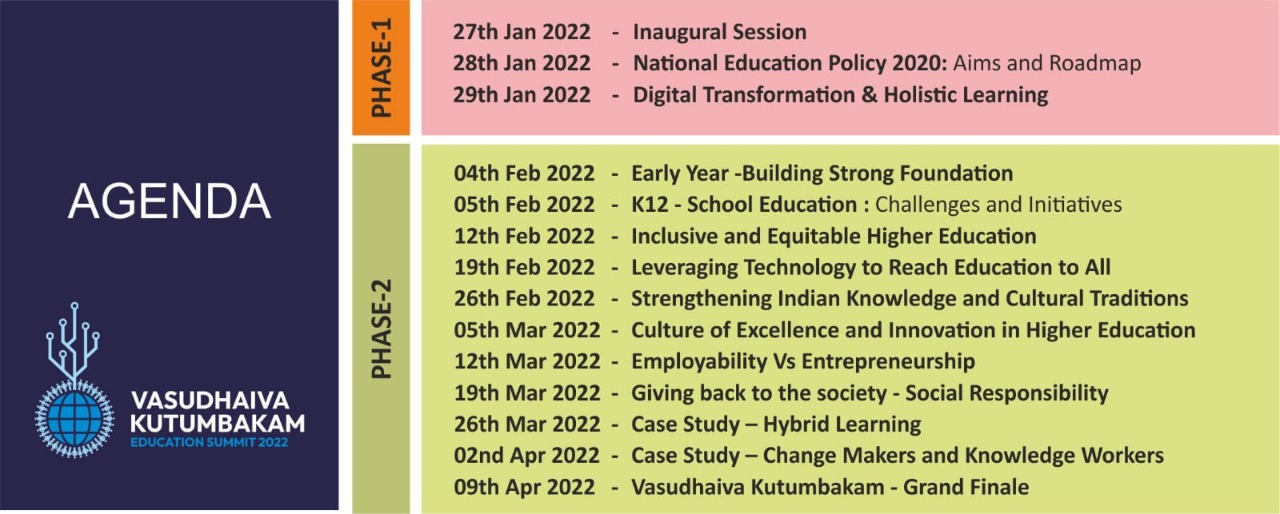 AGENDA
VASUDHAIVA
KUTUMBAKAM
EDUCATION SUMMIT 2022
PHASE-1
27th Jan 2022 - Inaugural Session
28th Jan 2022 - National Education Policy 2020: Aims and Roadmap
29th Jan 2022 - Digital Transformation & Holistic Learning
PHASE-2
04th Feb 2022 - Early Year -Building Strong Foundation
05th Feb 2022 - K12 - School Education : Challenges and Initiatives
12th Feb 2022 - Inclusive and Equitable Higher Education
19th Feb 2022 - Leveraging Technology to Reach Education to All
26th Feb 2022 - Strengthening Indian Knowledge and Cultural Traditions
05th Mar 2022 - Culture of Excellence and Innovation in Higher Education
12th Mar 2022 - Employability Vs Entrepreneurship
19th Mar 2022 - Giving back to the society - Social Responsibility
26th Mar 2022 - Case Study – Hybrid Learning
02nd Apr 2022 - Case Study – Change Makers and Knowledge Workers
09th Apr 2022 - Vasudhaiva Kutumbakam - Grand Finale